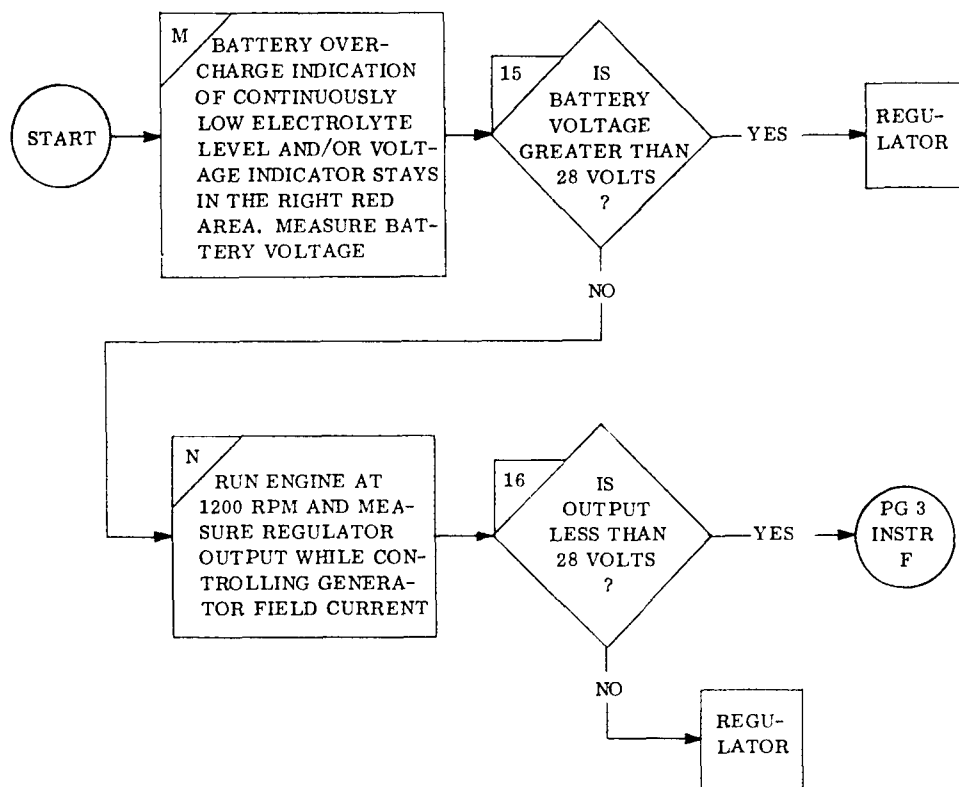 START
M
BATTERY OVER-
CHARGE INDICATION
OF CONTINUOUSLY
LOW ELECTROLYTE
LEVEL AND/OR VOLT-
AGE INDICATOR STAYS
IN THE RIGHT RED
AREA. MEASURE BAT-
TERY VOLTAGE
15
IS
BATTERY
VOLTAGE
GREATER THAN
28 VOLTS
?
YES
REGU-
LATOR
NO
N
RUN ENGINE AT
1200 RPM AND MEA-
SURE REGULATOR
OUTPUT WHILE CON-
TROLLING GENERA-
TOR FIELD CURRENT
16
IS
OUTPUT
LESS THAN
28 VOLTS
?
YES
PG 3
INSTR
F
NO
REGU-
LATOR